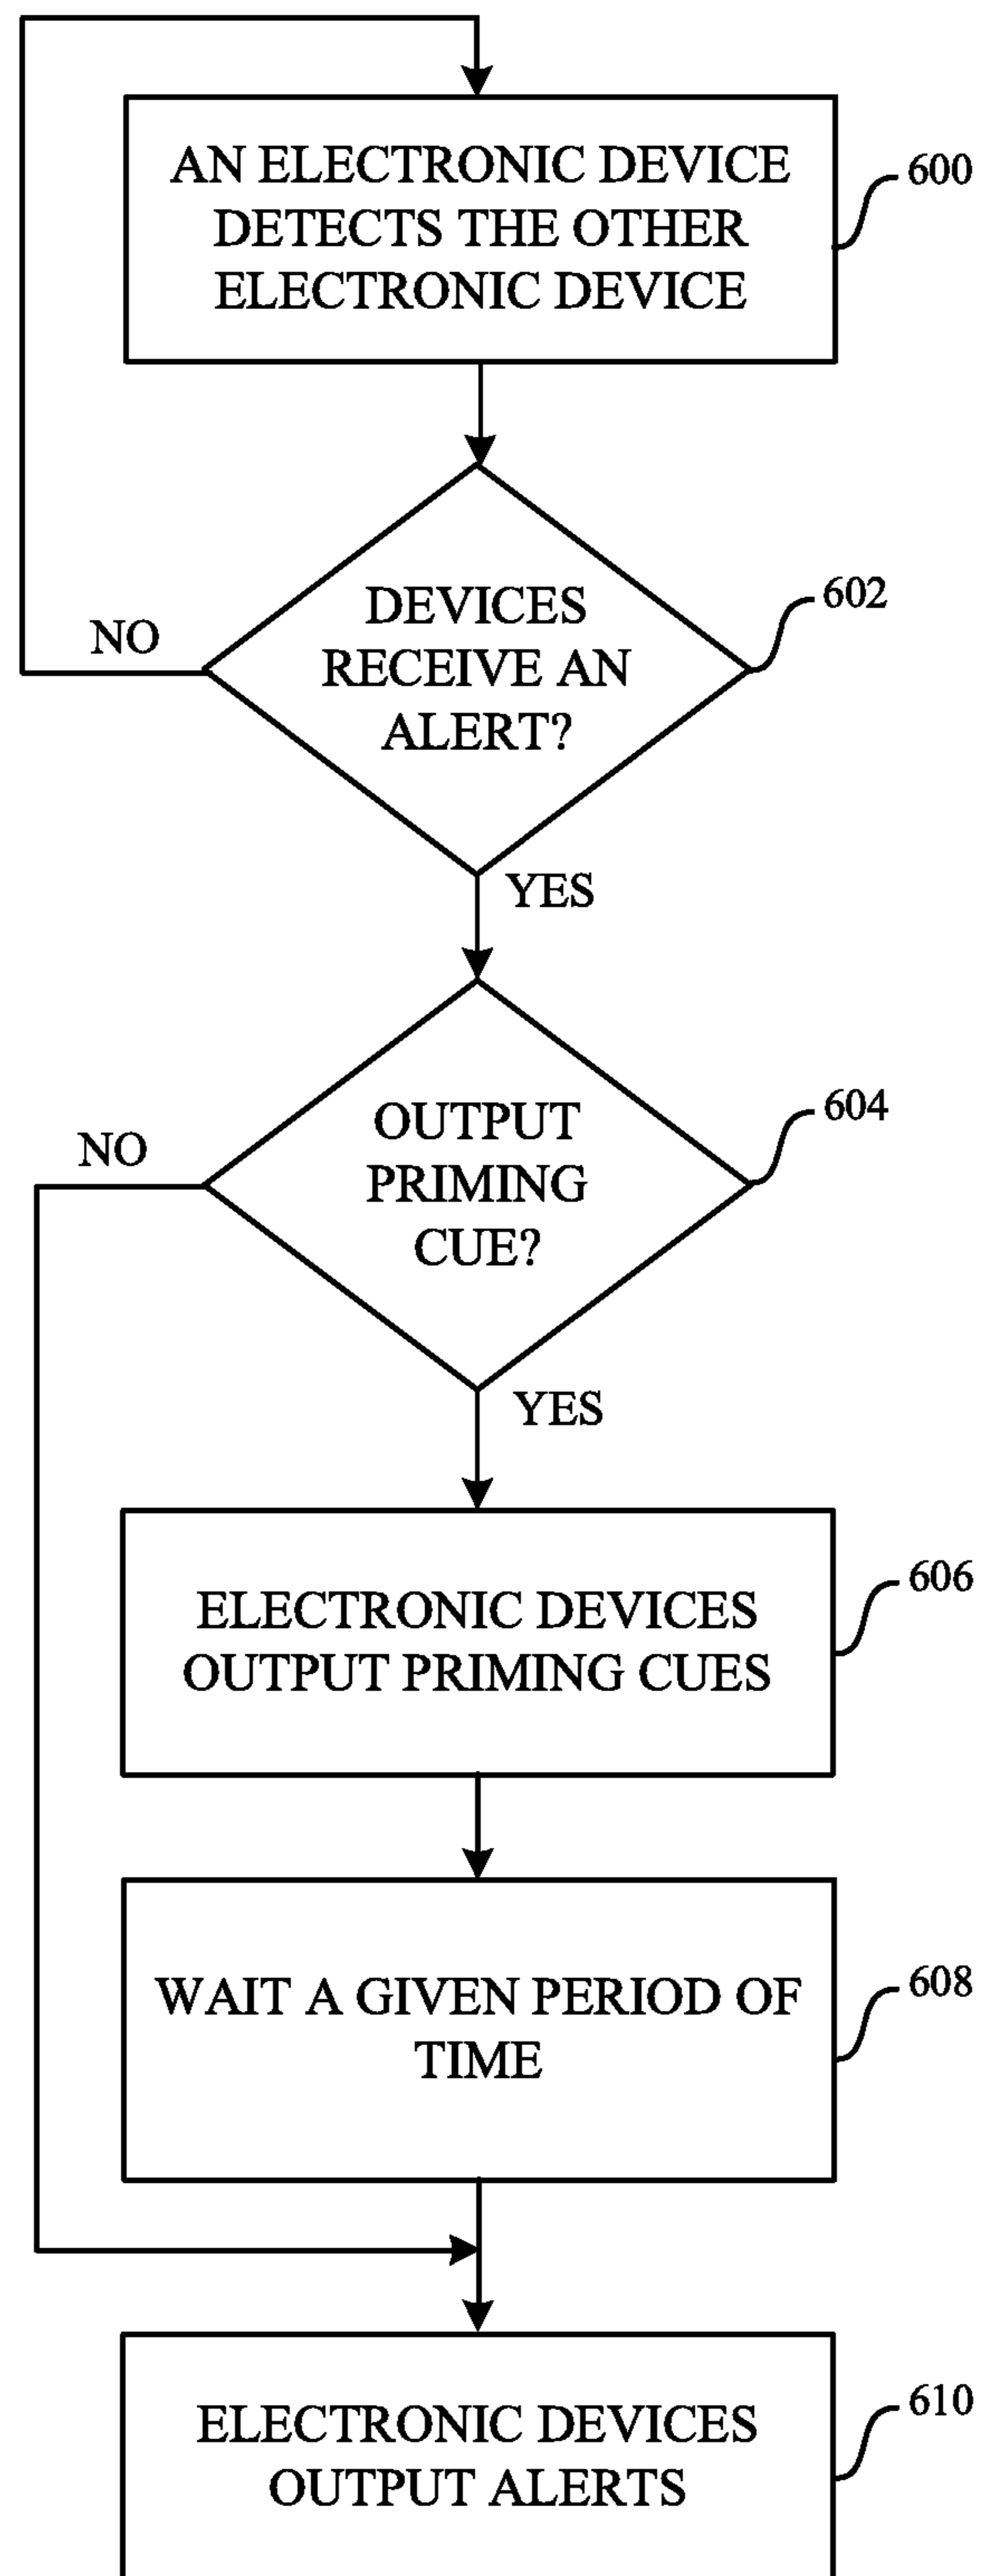 AN ELECTRONIC DEVICE
DETECTS THE OTHER
ELECTRONIC DEVICE
600
DEVICES
RECEIVE AN
ALERT?
602
NO
YES
OUTPUT
PRIMING
CUE?
604
NO
YES
ELECTRONIC DEVICES
OUTPUT PRIMING CUES
606
WAIT A GIVEN PERIOD OF
TIME
608
ELECTRONIC DEVICES
OUTPUT ALERTS
610